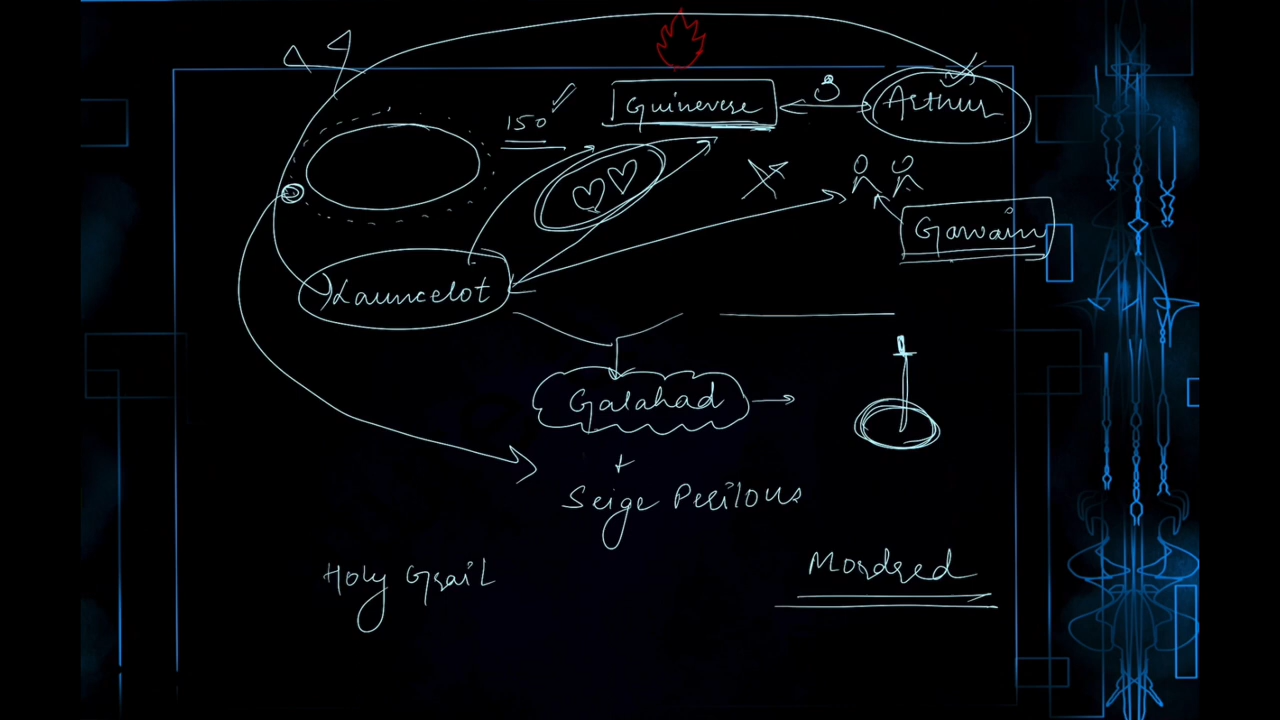 150
Guinevere
Arthur
Gawain
Launcelot
Galahad
+
Seige Perilous
Holy Grail
Mordred